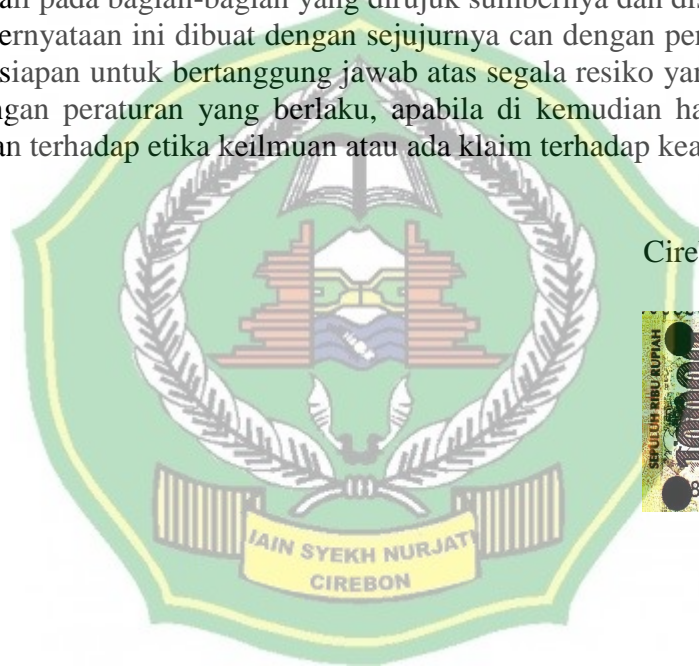 pada bagian-bagian yang dirujuk sumbernya dan
ernyataan ini dibuat dengan sejujurnya can dengan per
siapan untuk bertanggung jawab atas segala resiko yan
ngan peraturan yang berlaku, apabila di kemudian ha
an terhadap etika keilmuan atau ada klaim terhadap kea
Cire
SEPULUH RIBU RUPIAH
8
IAIN SYEKH NURJATI
CIREBON